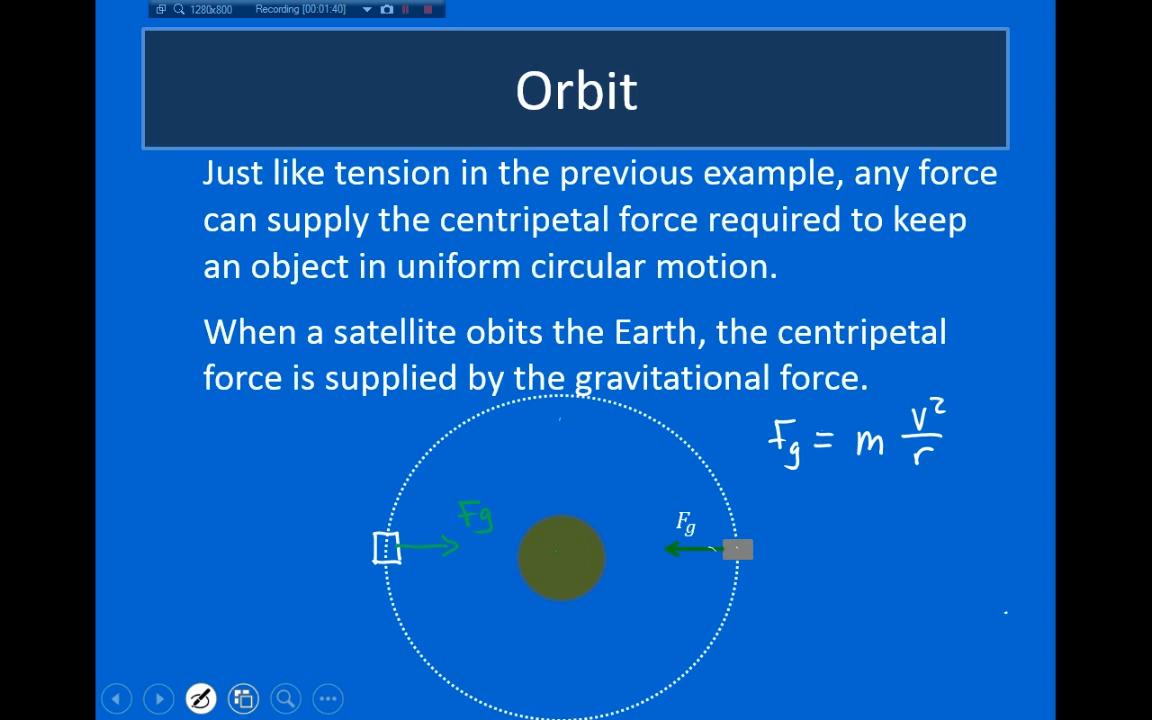 1280x800 Recording [00:01:40]
Orbit
Just like tension in the previous example, any force
can supply the centripetal force required to keep
an object in uniform circular motion.
When a satellite obits the Earth, the centripetal
force is supplied by the gravitational force.
Fg = m v²/r
Fg
Fg